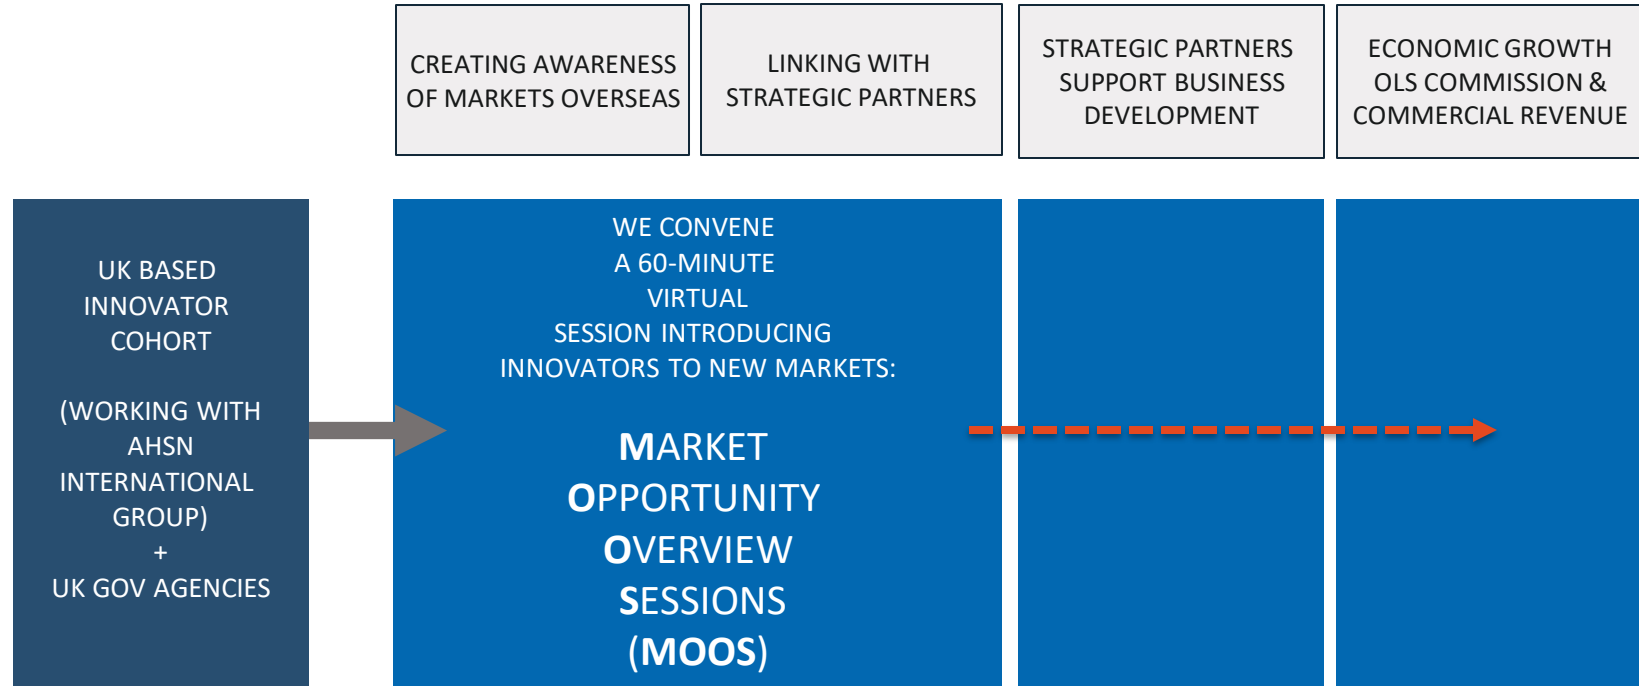 CREATING AWARENESS
OF MARKETS OVERSEAS
LINKING WITH
STRATEGIC PARTNERS
STRATEGIC PARTNERS
SUPPORT BUSINESS
DEVELOPMENT
ECONOMIC GROWTH
OLS COMMISSION &
COMMERCIAL REVENUE
UK BASED
INNOVATOR
COHORT
(WORKING WITH
AHSN
INTERNATIONAL
GROUP)
+
UK GOV AGENCIES
WE CONVENE
A 60-MINUTE
VIRTUAL
SESSION INTRODUCING
INNOVATORS TO NEW MARKETS:
MARKET
OPPORTUNITY
OVERVIEW
SESSIONS
(MOOS)